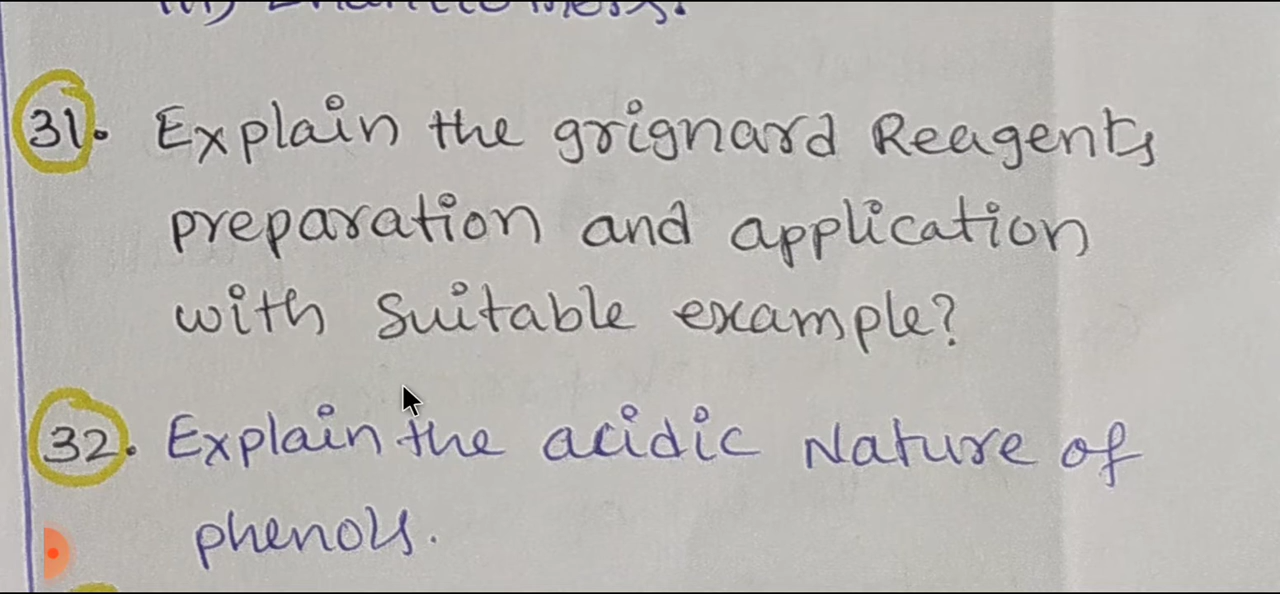 31. Explain the grignard Reagents
preparation and application
with suitable example?
32. Explain the acidic Nature of
phenols.